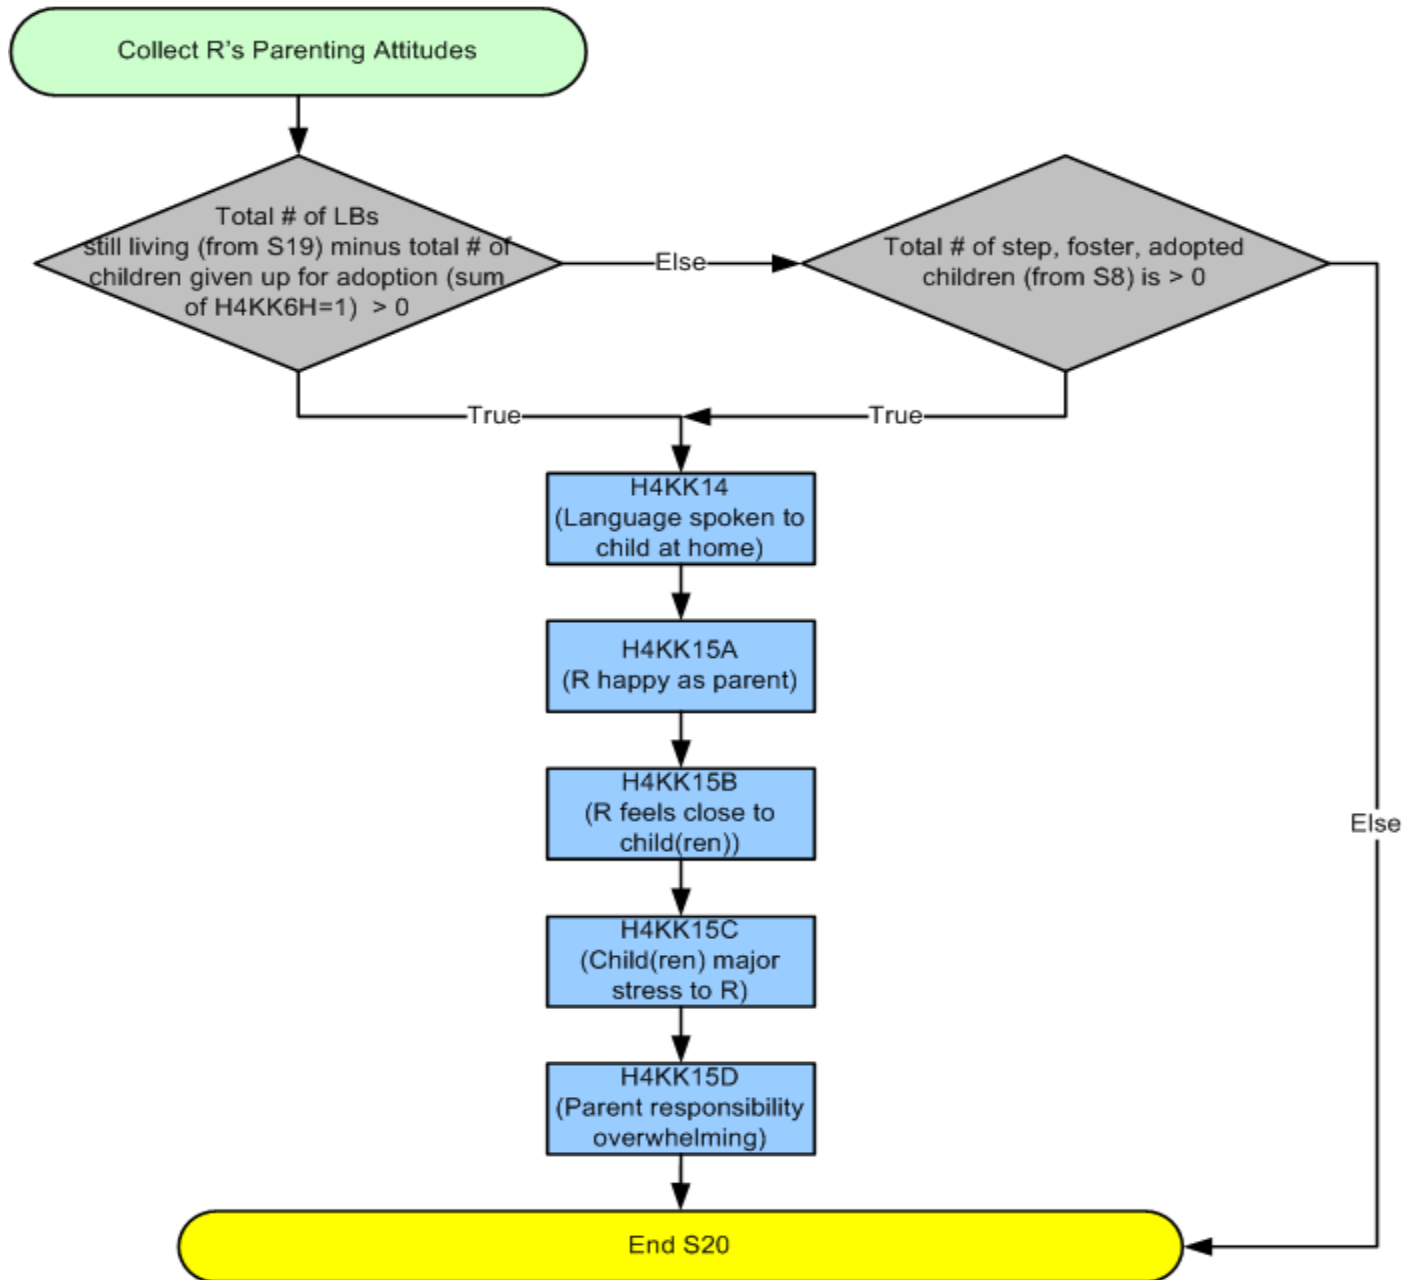 Collect R's Parenting Attitudes
Total # of LBs
still living (from S19) minus total # of
children given up for adoption (sum
of H4KK6H=1)  > 0
Else
Total # of step, foster, adopted
children (from S8) is > 0
True
True
H4KK14
(Language spoken to
child at home)
H4KK15A
(R happy as parent)
H4KK15B
(R feels close to
child(ren))
Else
H4KK15C
(Child(ren) major
stress to R)
H4KK15D
(Parent responsibility
overwhelming)
End S20